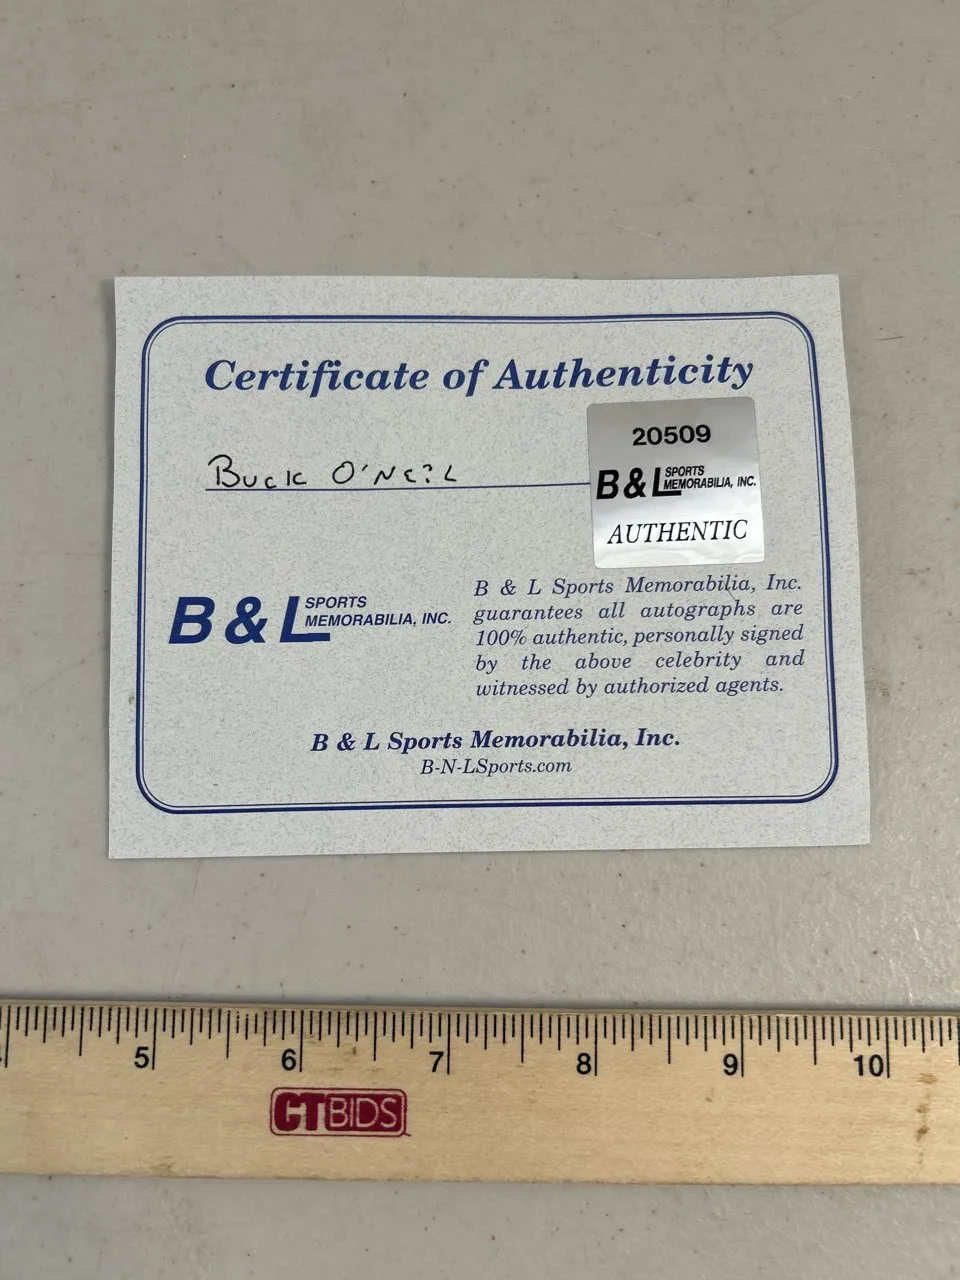 Certificate of Authenticity
20509
Buck O'Neil
B & L SPORTS MEMORABILIA, INC.
AUTHENTIC
B & L SPORTS MEMORABILIA, INC.
B & L Sports Memorabilia, Inc.
guarantees all autographs are
100% authentic, personally signed
by the above celebrity and
witnessed by authorized agents.
B & L Sports Memorabilia, Inc.
B-N-LSports.com
5 6 7 8 9 10
CTBIDS